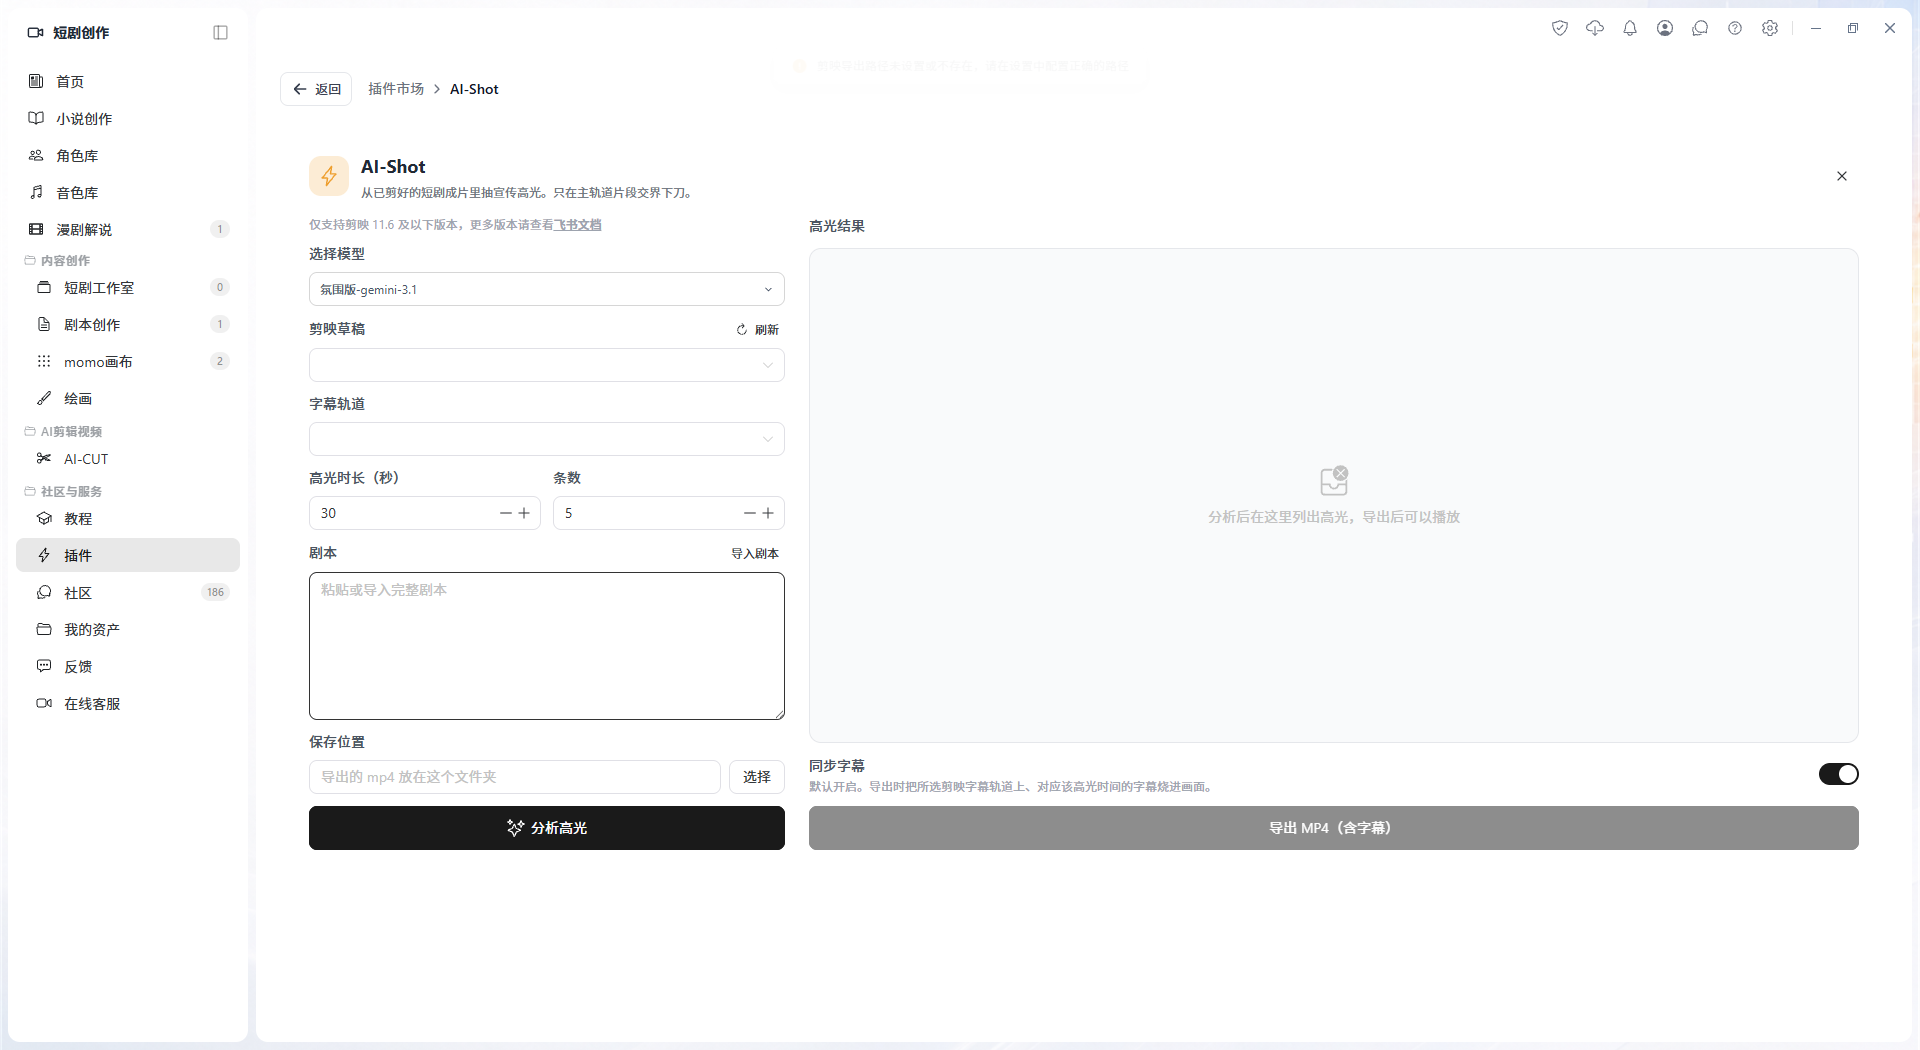 短剧创作
首页
小说创作
角色库
音色库
漫剧解说 1
内容创作
短剧工作室 0
剧本创作 1
momo画布 2
绘画
AI剪辑视频
AI-CUT
社区与服务
教程
插件
社区 186
我的资产
反馈
在线客服
返回 插件市场 > AI-Shot
AI-Shot
从已剪好的短剧成片里抽宣传高光。只在主轨道片段交界下刀。
仅支持剪映 11.6 及以下版本，更多版本请查看飞书文档
选择模型
氛围版-gemini-3.1
剪映草稿 刷新
字幕轨道
高光时长（秒） 条数
30 5
剧本 导入剧本
粘贴或导入完整剧本
保存位置
导出的 mp4 放在这个文件夹 选择
分析高光
高光结果
分析后在这里列出高光，导出后可以播放
同步字幕
默认开启。导出时把所选剪映字幕轨道上、对应该高光时间的字幕烧进画面。
导出 MP4（含字幕）